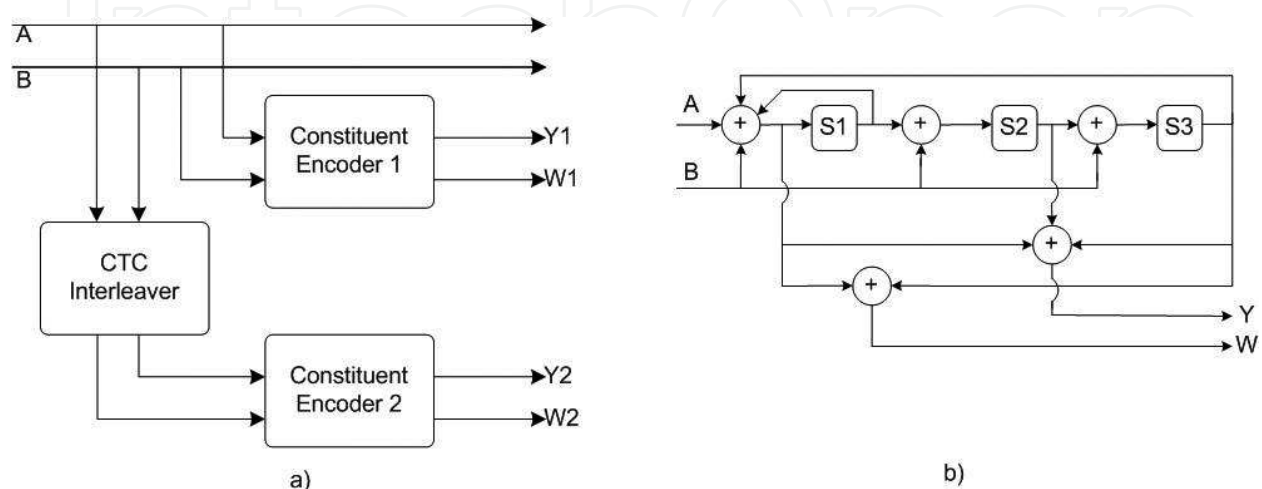 A
B
Constituent
Encoder 1
Y1
W1
CTC
Interleaver
Constituent
Encoder 2
Y2
W2
a)
A
B
+
S1
+
S2
+
S3
+
+
Y
W
b)